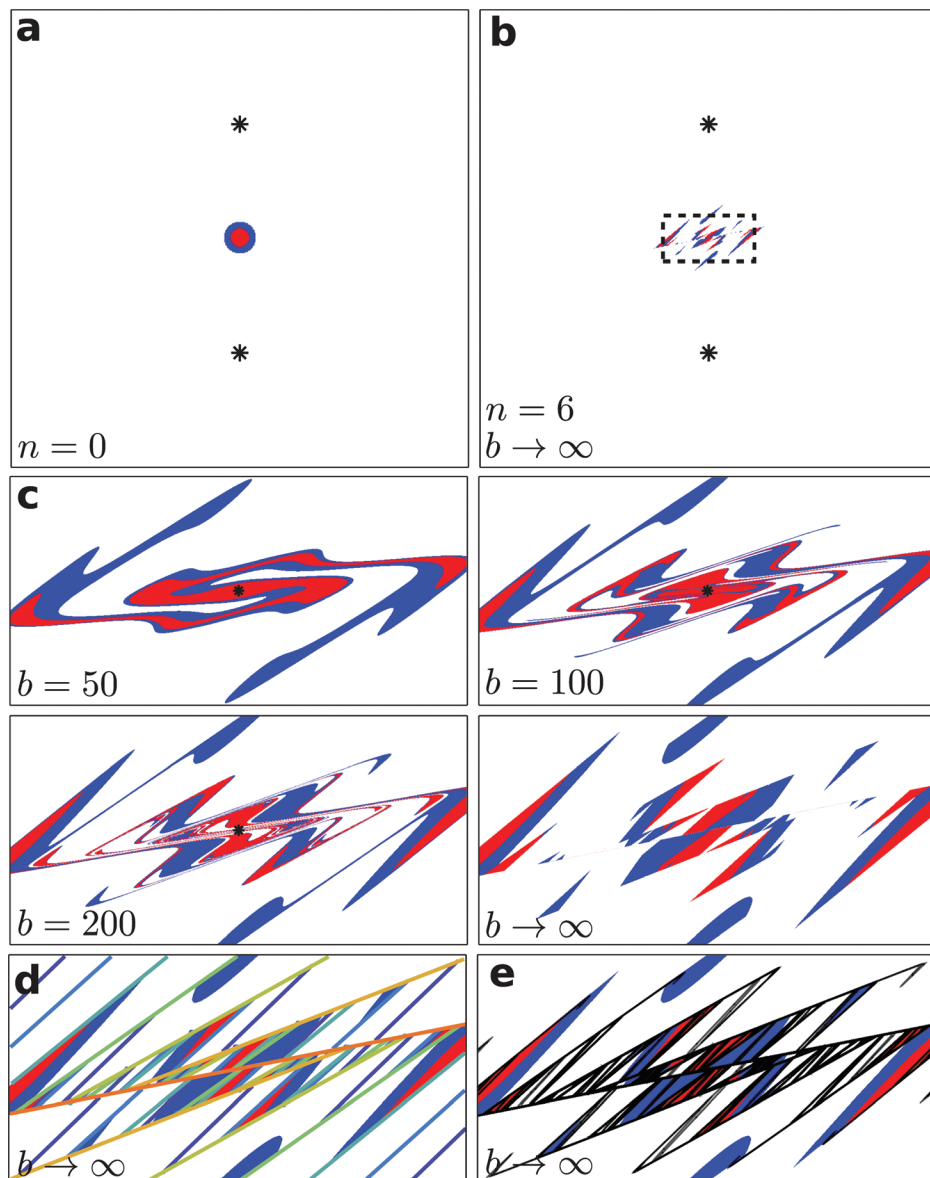 a
b
n = 0
n = 6
b → ∞
c
b = 50
b = 100
b = 200
b → ∞
d
e
b → ∞
b → ∞